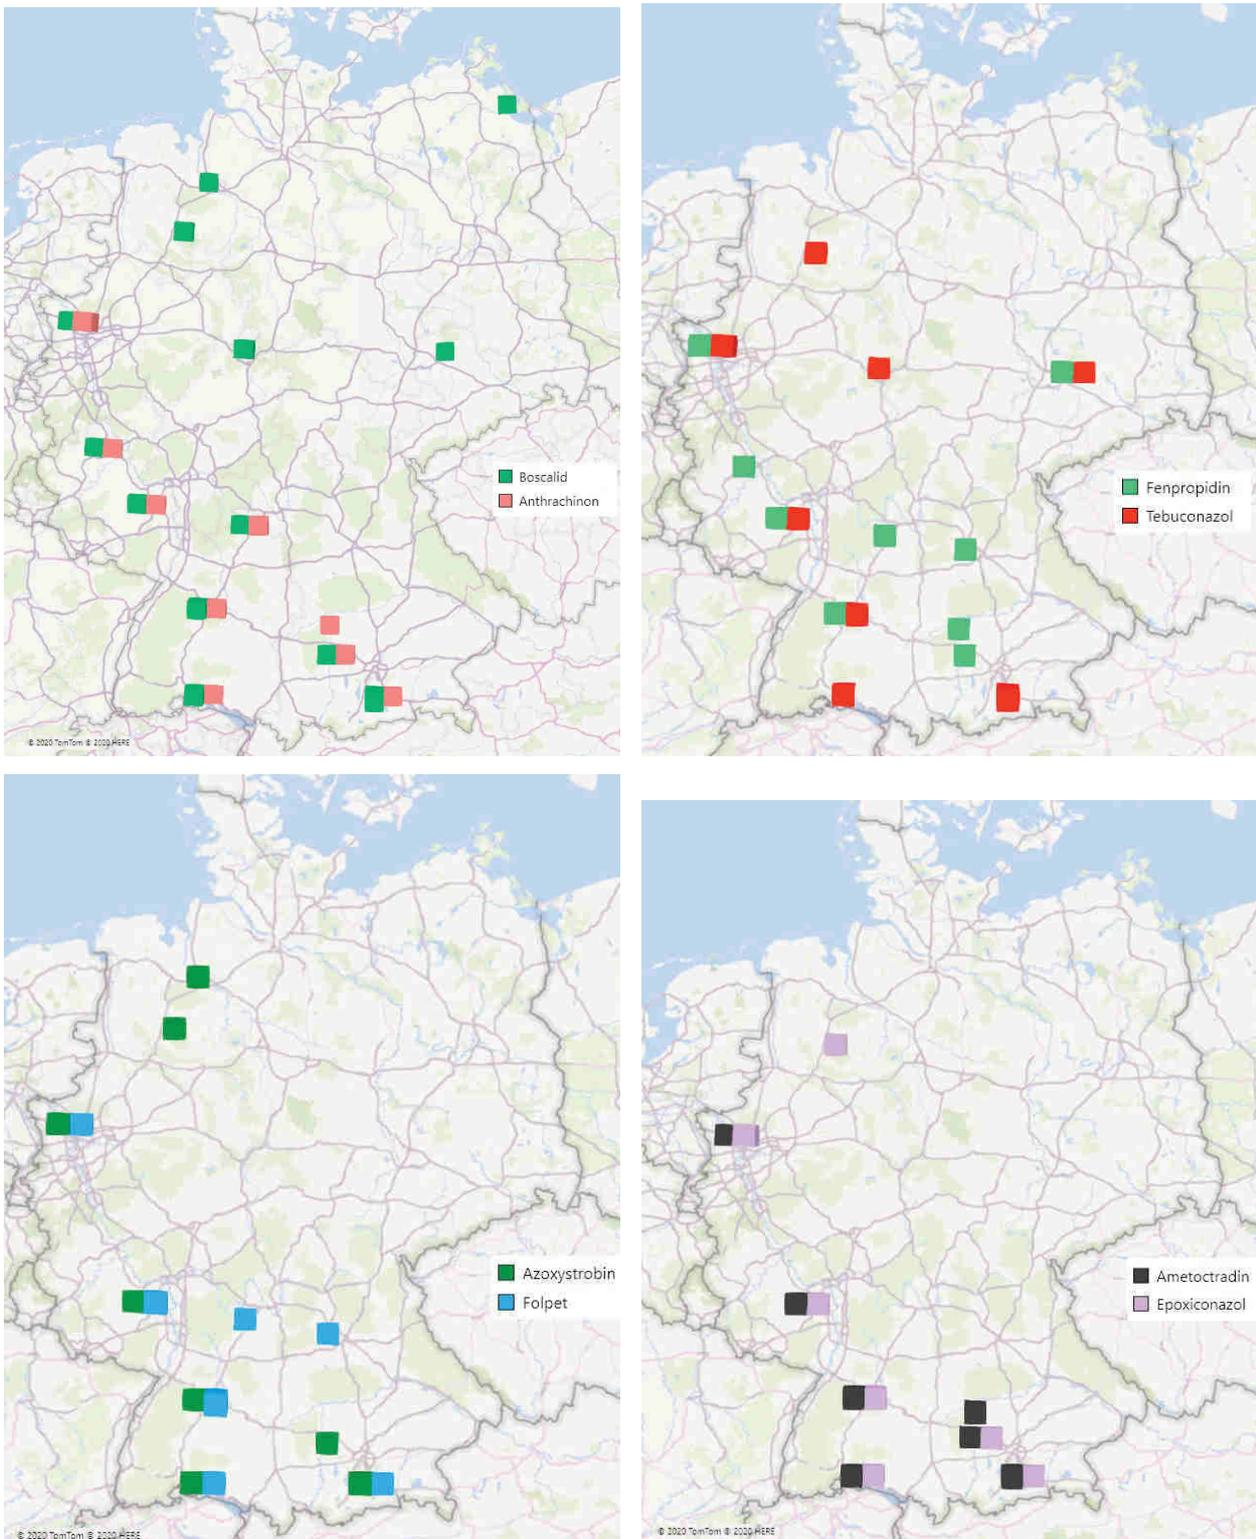 Boscalid
Anthrachinon
© 2020 TomTom © 2020 HERE
Fenpropidin
Tebuconazol
Azoxystrobin
Folpet
© 2020 TomTom © 2020 HERE
Ametoctradin
Epoxiconazol
© 2020 TomTom © 2020 HERE